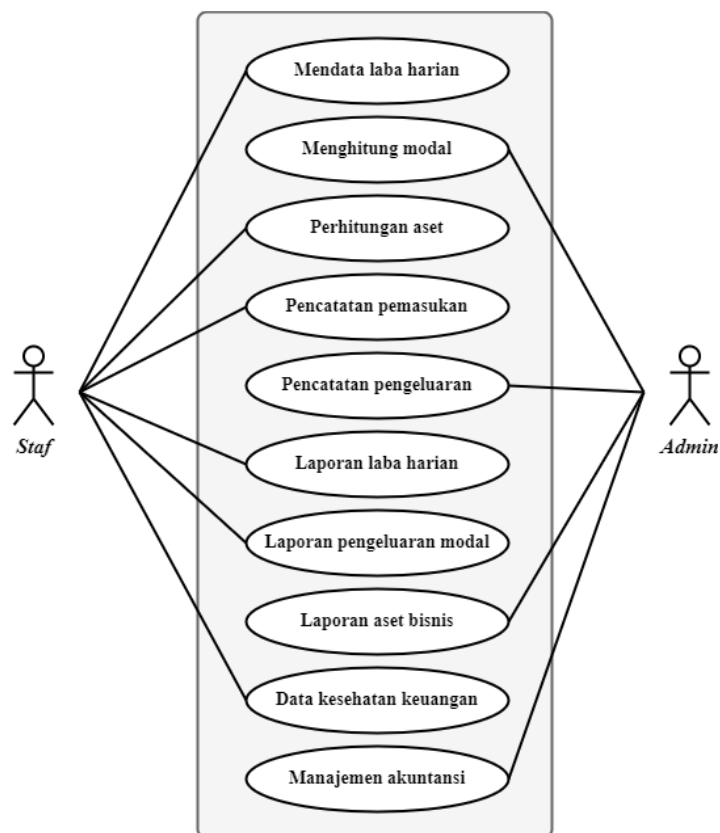 Mendata laba harian
Menghitung modal
Perhitungan aset
Pencatatan pemasukan
Pencatatan pengeluaran
Staf
Admin
Laporan laba harian
Laporan pengeluaran modal
Laporan aset bisnis
Data kesehatan keuangan
Manajemen akuntansi